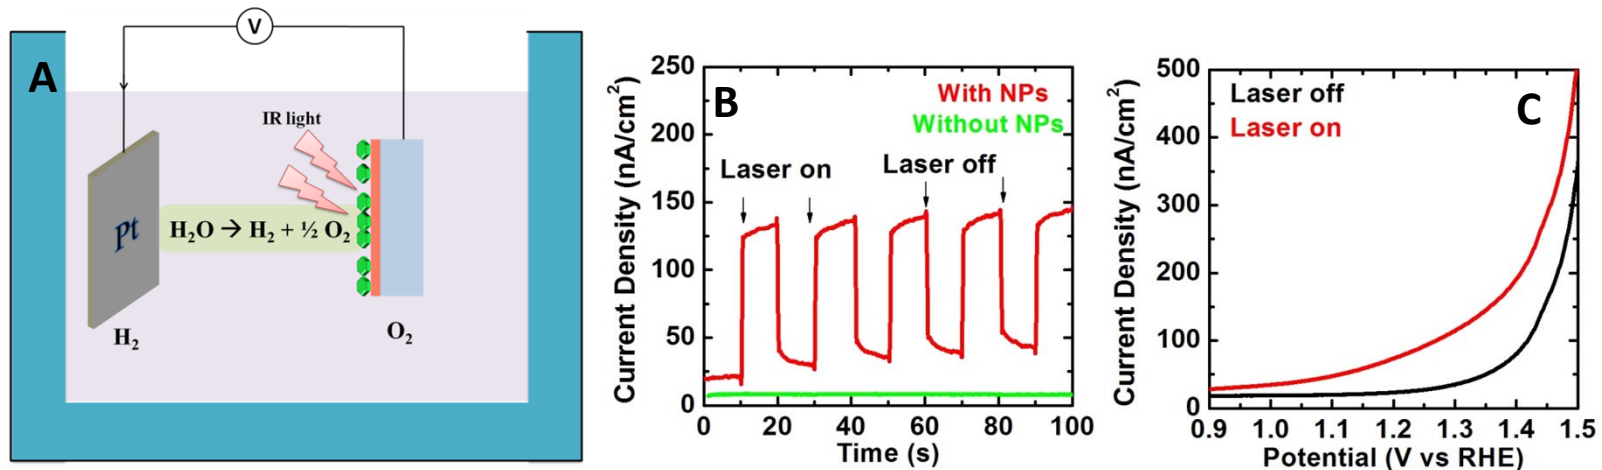 A
V
IR light
Pt
H₂O → H₂ + ½ O₂
H₂
O₂
B
With NPs
Without NPs
Laser on
Laser off
Current Density (nA/cm²)
250
200
150
100
50
0
0 20 40 60 80 100
Time (s)
C
Laser off
Laser on
Current Density (nA/cm²)
500
400
300
200
100
0
0.9 1.0 1.1 1.2 1.3 1.4 1.5
Potential (V vs RHE)